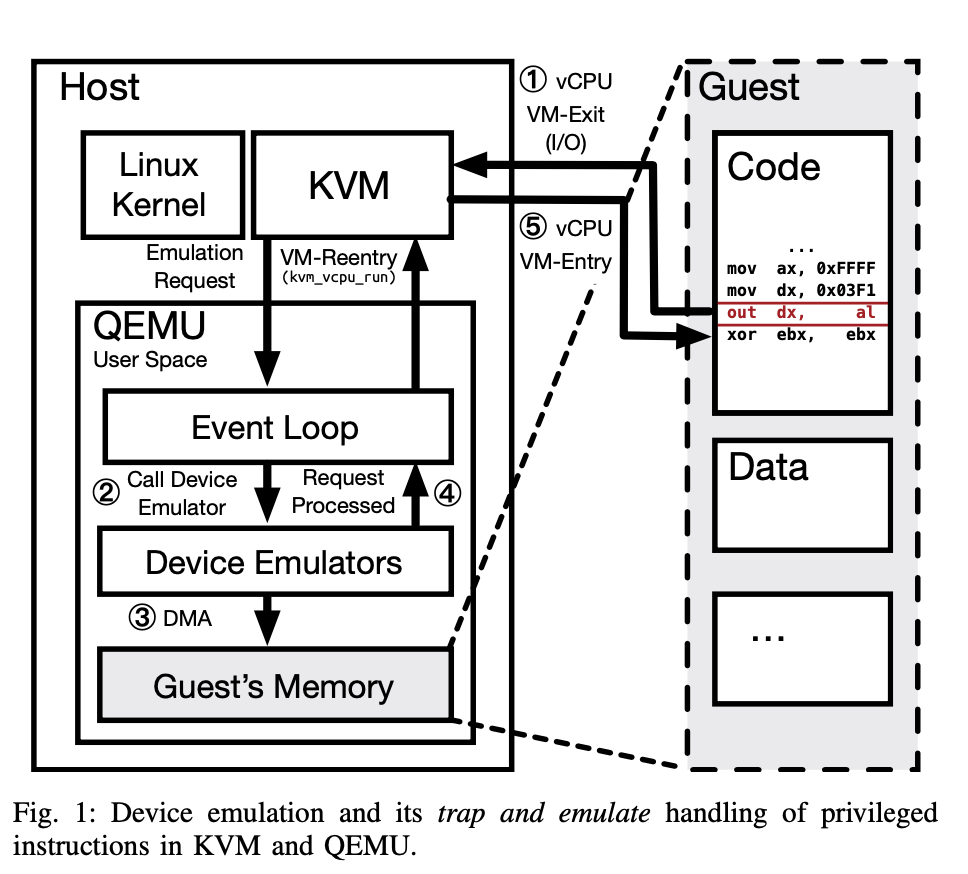 Host
Linux
Kernel
KVM
① vCPU
VM-Exit
(I/O)
⑤ vCPU
VM-Entry
Emulation
Request
VM-Reentry
(kvm_vcpu_run)
QEMU
User Space
Event Loop
② Call Device
Emulator
Request
Processed
④
Device Emulators
③ DMA
Guest's Memory
Guest
Code
...
mov ax, 0xFFFF
mov dx, 0x03F1
out dx, al
xor ebx, ebx
Data
...
Fig. 1: Device emulation and its trap and emulate handling of privileged
instructions in KVM and QEMU.